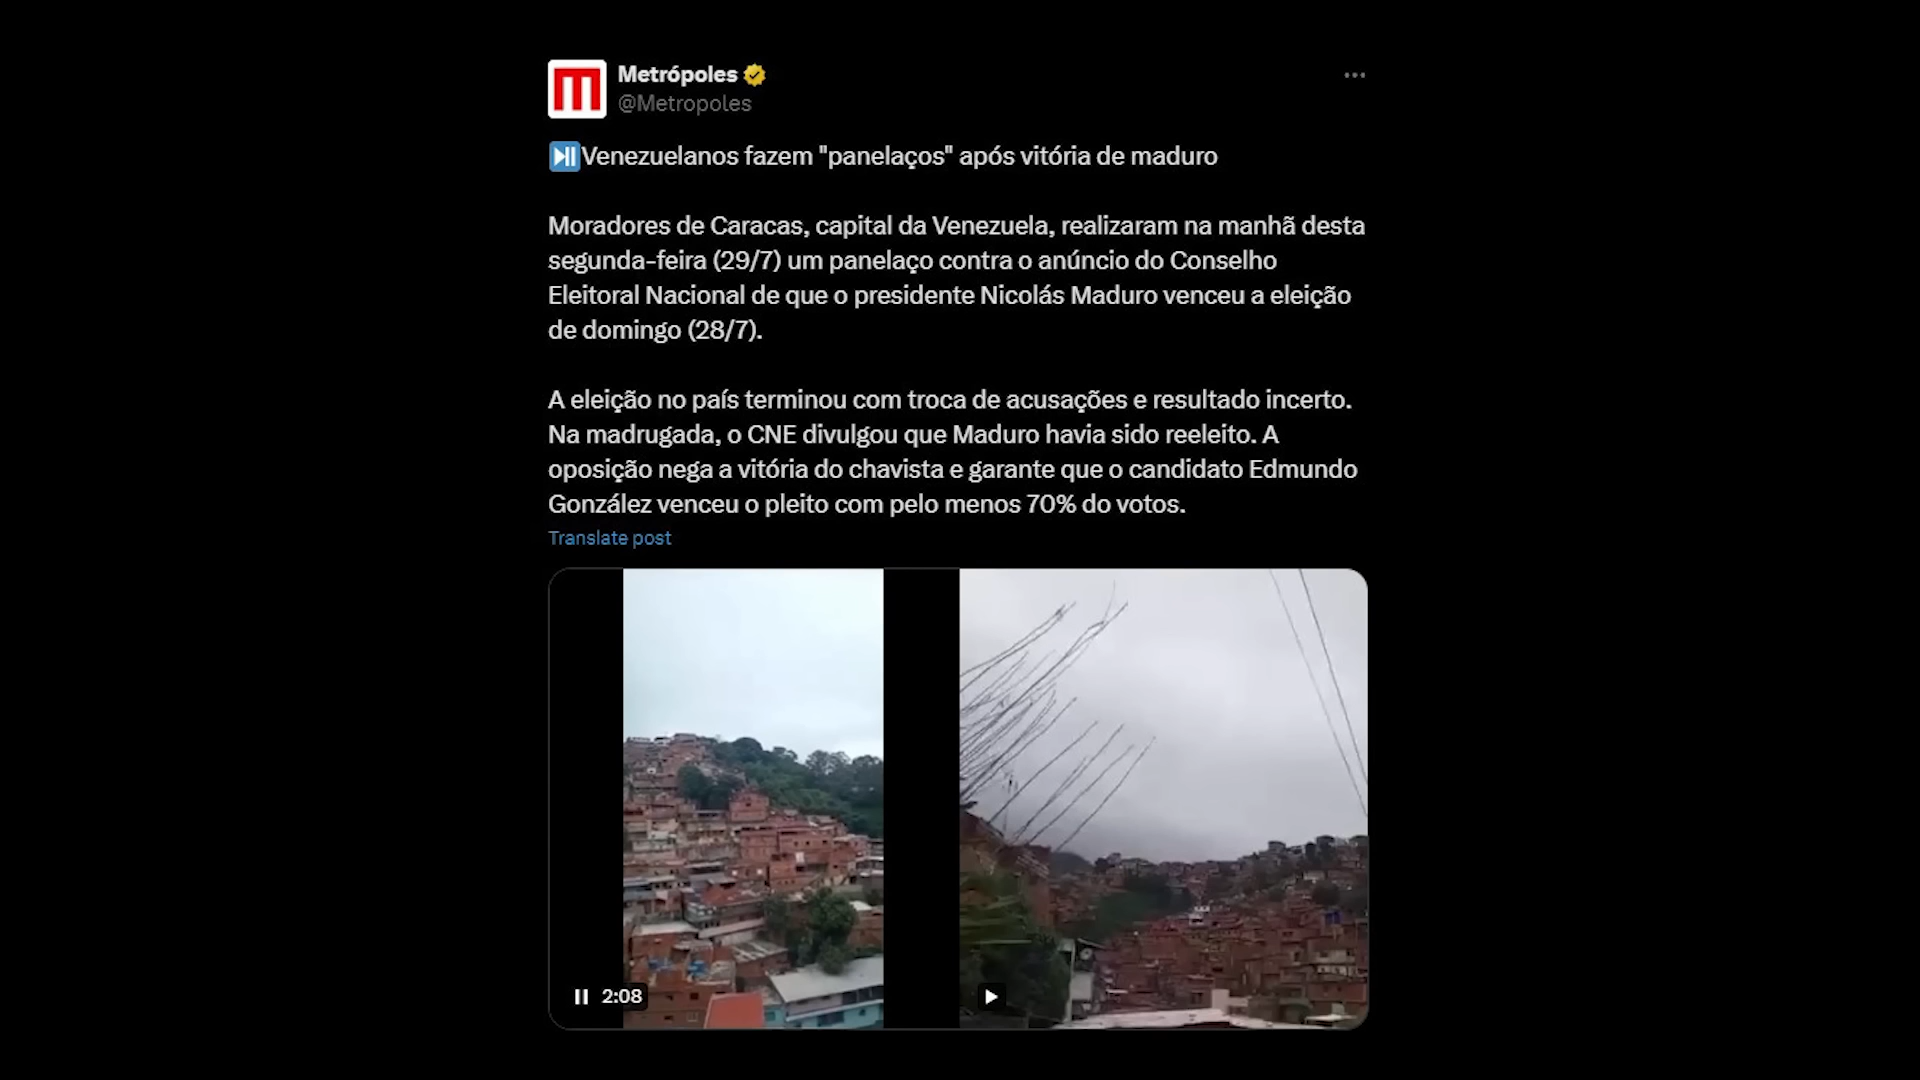 Metrópoles
@Metropoles
Venezuelanos fazem "panelaços" após vitória de maduro
Moradores de Caracas, capital da Venezuela, realizaram na manhã desta
segunda-feira (29/7) um panelaço contra o anúncio do Conselho
Eleitoral Nacional de que o presidente Nicolás Maduro venceu a eleição
de domingo (28/7).
A eleição no país terminou com troca de acusações e resultado incerto.
Na madrugada, o CNE divulgou que Maduro havia sido reeleito. A
oposição nega a vitória do chavista e garante que o candidato Edmundo
González venceu o pleito com pelo menos 70% do votos.
Translate post
2:08